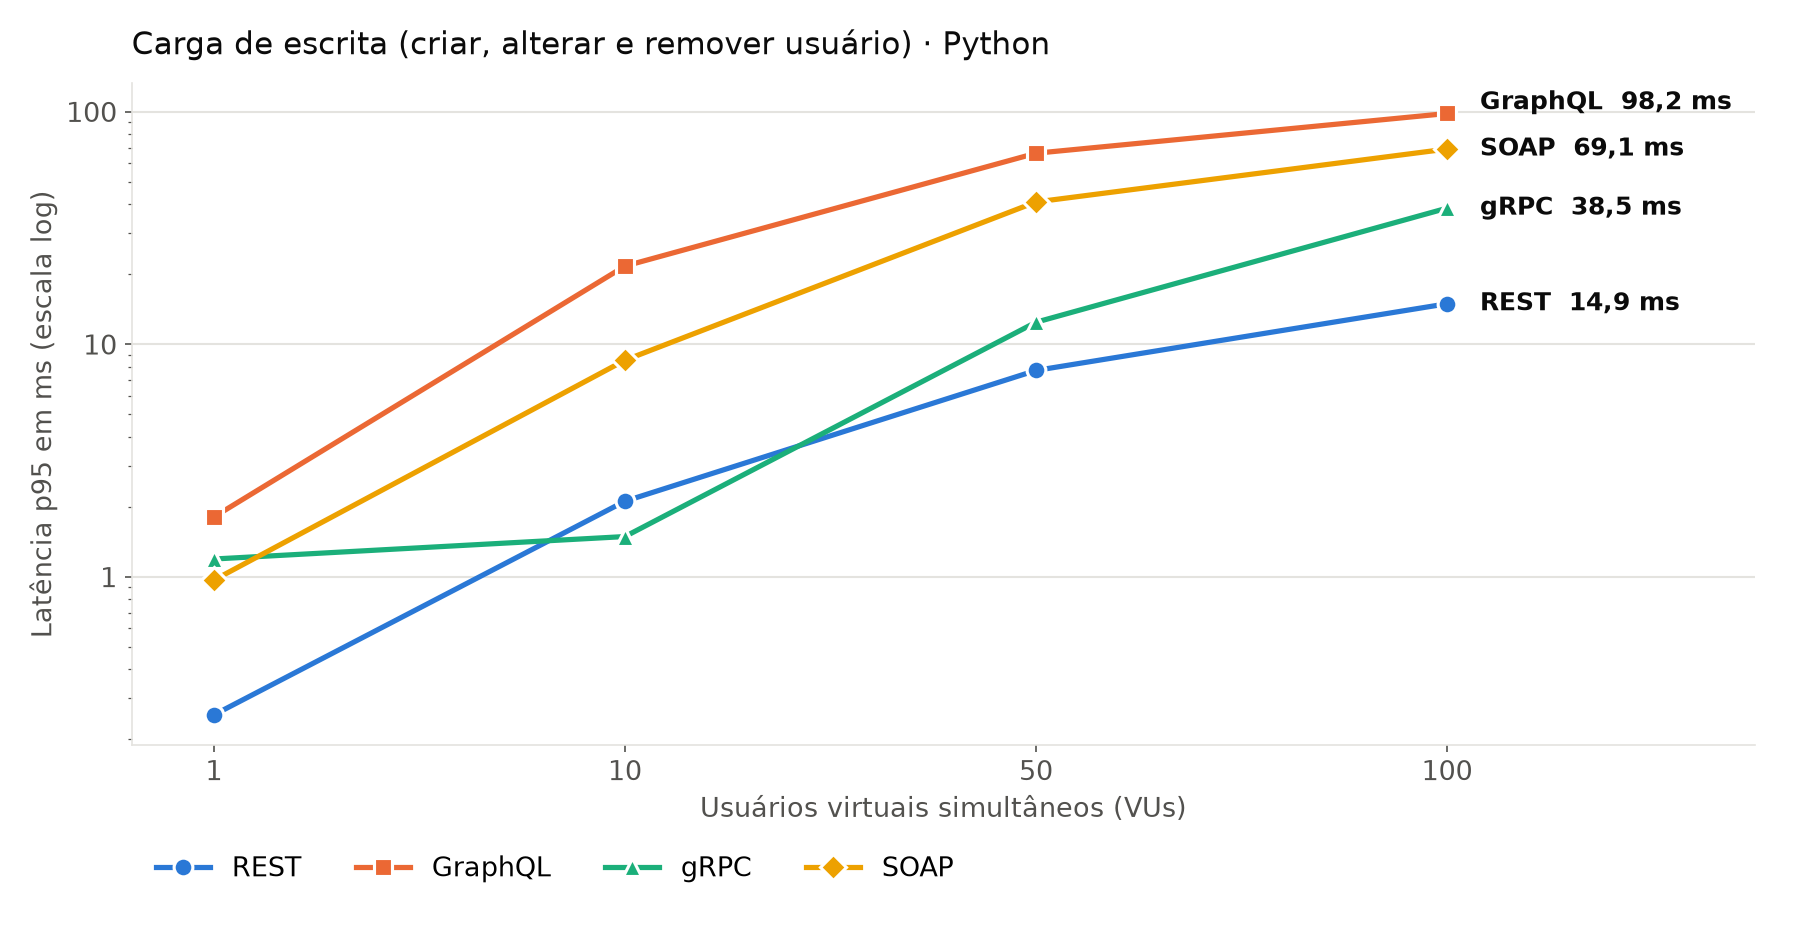 Carga de escrita (criar, alterar e remover usuário) · Python
Latência p95 em ms (escala log)
100
10
1
GraphQL 98,2 ms
SOAP 69,1 ms
gRPC 38,5 ms
REST 14,9 ms
1 10 50 100
Usuários virtuais simultâneos (VUs)
REST GraphQL gRPC SOAP